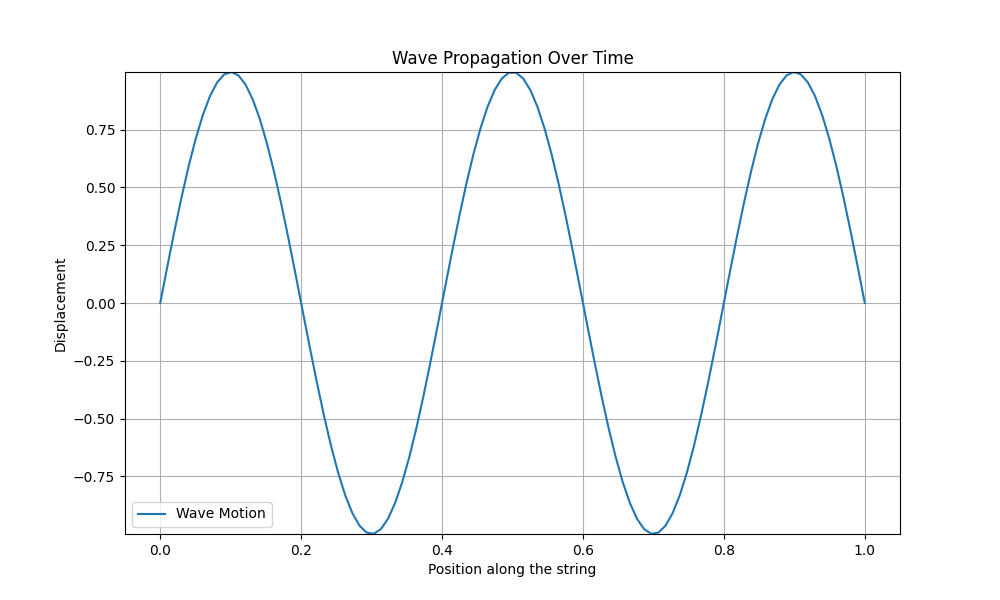 Wave Propagation Over Time
Displacement
0.75
0.50
0.25
0.00
−0.25
−0.50
−0.75
Wave Motion
0.0 0.2 0.4 0.6 0.8 1.0
Position along the string